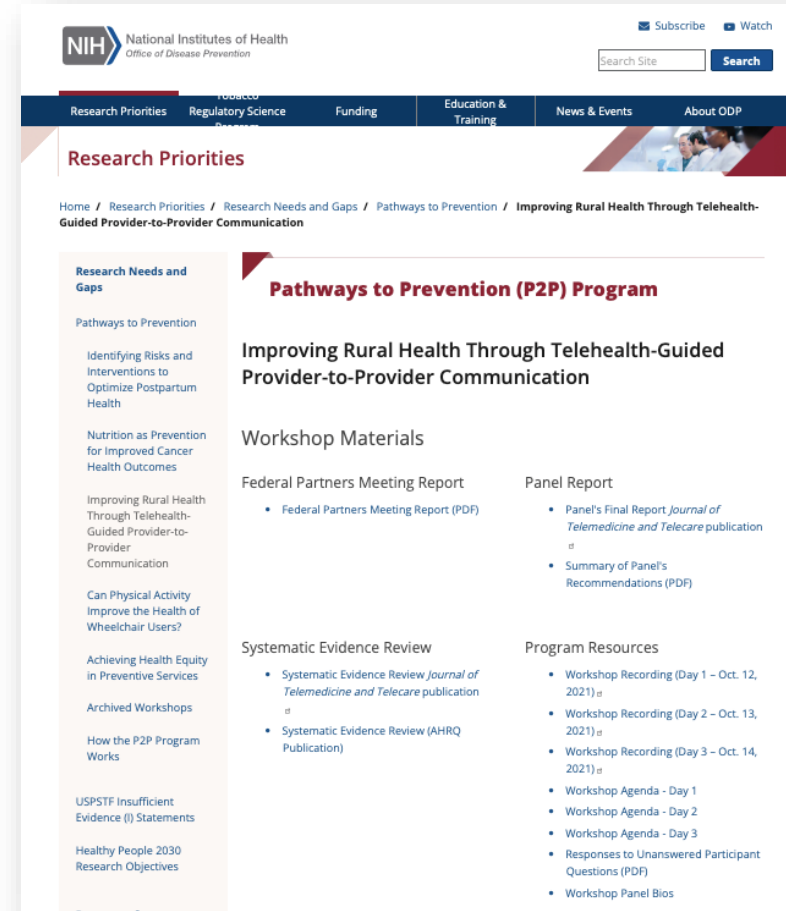 NIH
National Institutes of Health
Office of Disease Prevention
Subscribe
Watch
Search Site
Search
Research Priorities
Tobacco
Regulatory Science
Program
Funding
Education &
Training
News & Events
About ODP
Research Priorities
Home / Research Priorities / Research Needs and Gaps / Pathways to Prevention / Improving Rural Health Through Telehealth-
Guided Provider-to-Provider Communication
Research Needs and
Gaps
Pathways to Prevention
Identifying Risks and
Interventions to
Optimize Postpartum
Health
Nutrition as Prevention
for Improved Cancer
Health Outcomes
Improving Rural Health
Through Telehealth-
Guided Provider-to-
Provider
Communication
Can Physical Activity
Improve the Health of
Wheelchair Users?
Achieving Health Equity
in Preventive Services
Archived Workshops
How the P2P Program
Works
USPSTF Insufficient
Evidence (I) Statements
Healthy People 2030
Research Objectives
Pathways to Prevention (P2P) Program
Improving Rural Health Through Telehealth-Guided
Provider-to-Provider Communication
Workshop Materials
Federal Partners Meeting Report
• Federal Partners Meeting Report (PDF)
Panel Report
• Panel's Final Report Journal of
Telemedicine and Telecare publication
• Summary of Panel's
Recommendations (PDF)
Systematic Evidence Review
• Systematic Evidence Review Journal of
Telemedicine and Telecare publication
• Systematic Evidence Review (AHRQ
Publication)
Program Resources
• Workshop Recording (Day 1 – Oct. 12,
2021)
• Workshop Recording (Day 2 – Oct. 13,
2021)
• Workshop Recording (Day 3 – Oct. 14,
2021)
• Workshop Agenda - Day 1
• Workshop Agenda - Day 2
• Workshop Agenda - Day 3
• Responses to Unanswered Participant
Questions (PDF)
• Workshop Panel Bios